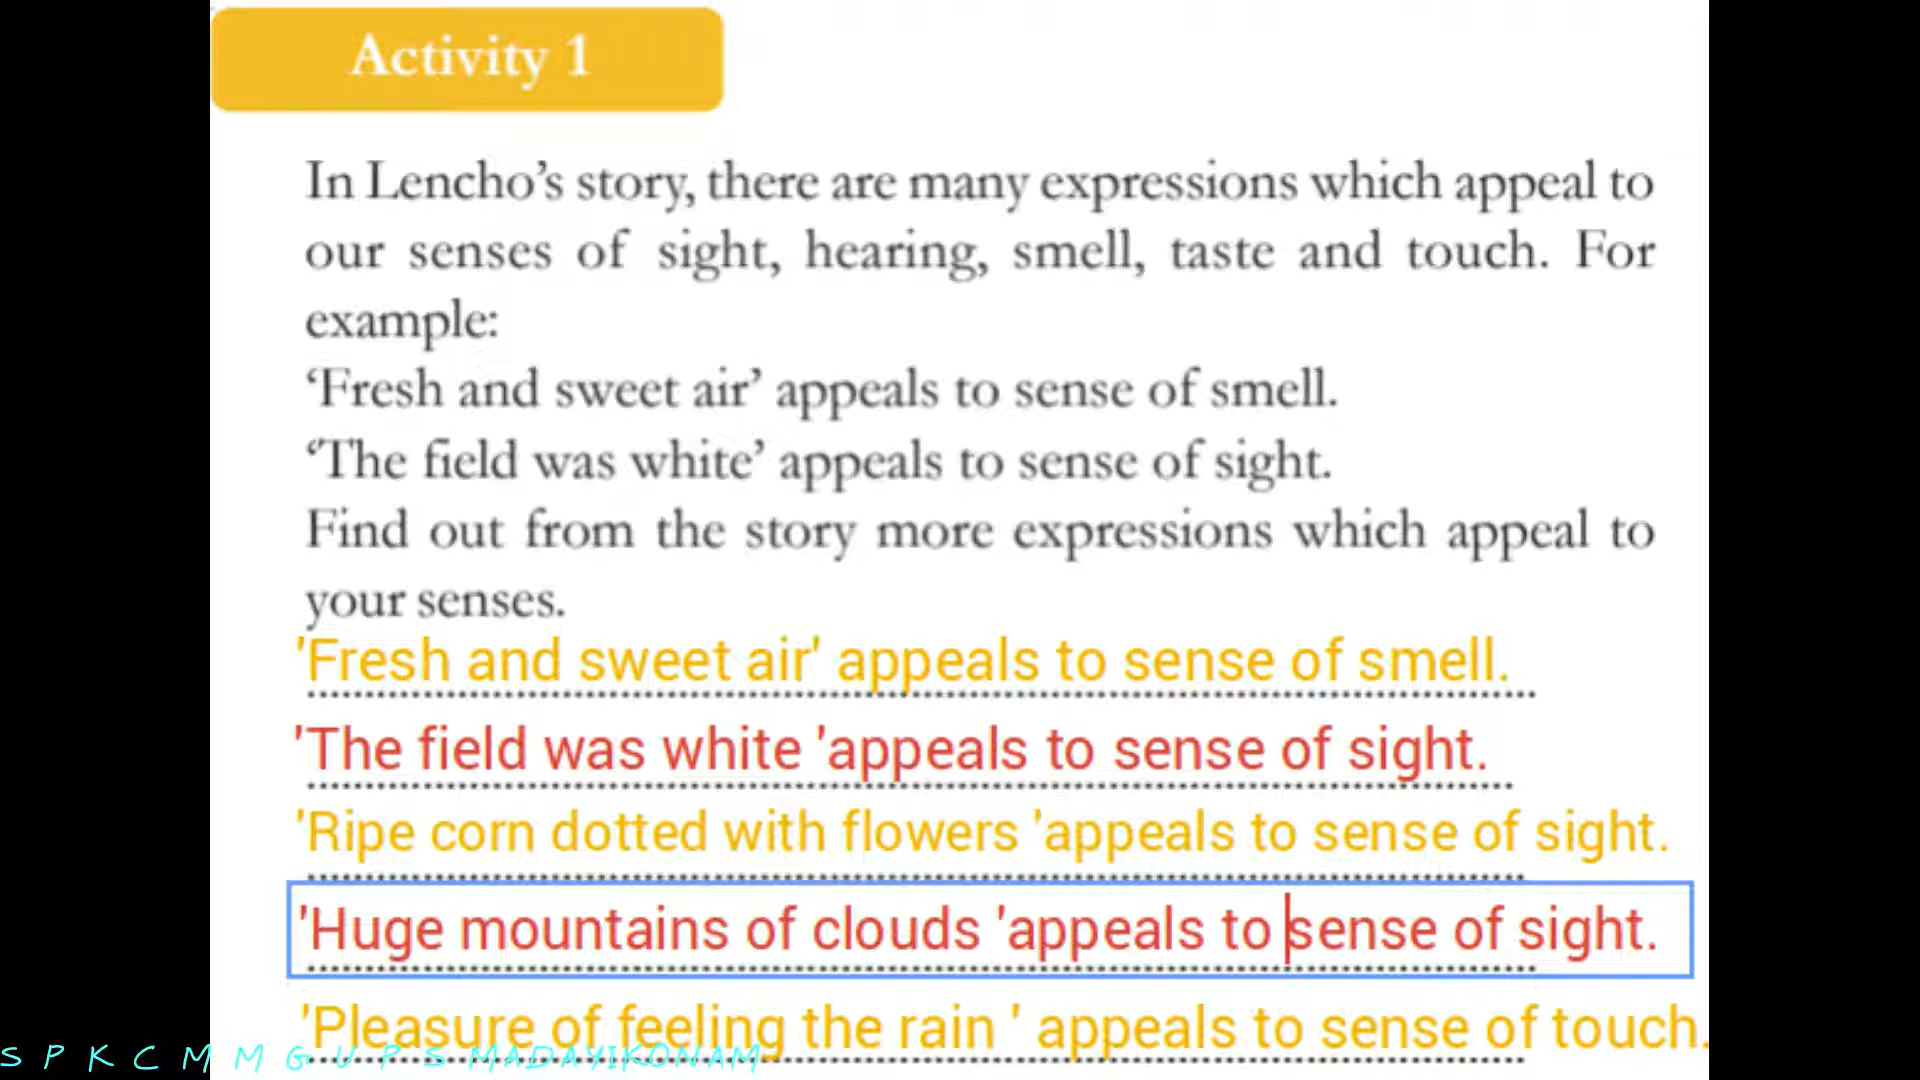 Activity 1
In Lencho’s story, there are many expressions which appeal to
our senses of sight, hearing, smell, taste and touch. For
example:
‘Fresh and sweet air’ appeals to sense of smell.
‘The field was white’ appeals to sense of sight.
Find out from the story more expressions which appeal to
your senses.
'Fresh and sweet air' appeals to sense of smell.
'The field was white 'appeals to sense of sight.
'Ripe corn dotted with flowers 'appeals to sense of sight.
'Huge mountains of clouds 'appeals to sense of sight.
'Pleasure of feeling the rain ' appeals to sense of touch.
S P K C M M G U P S MADAYIKONAM